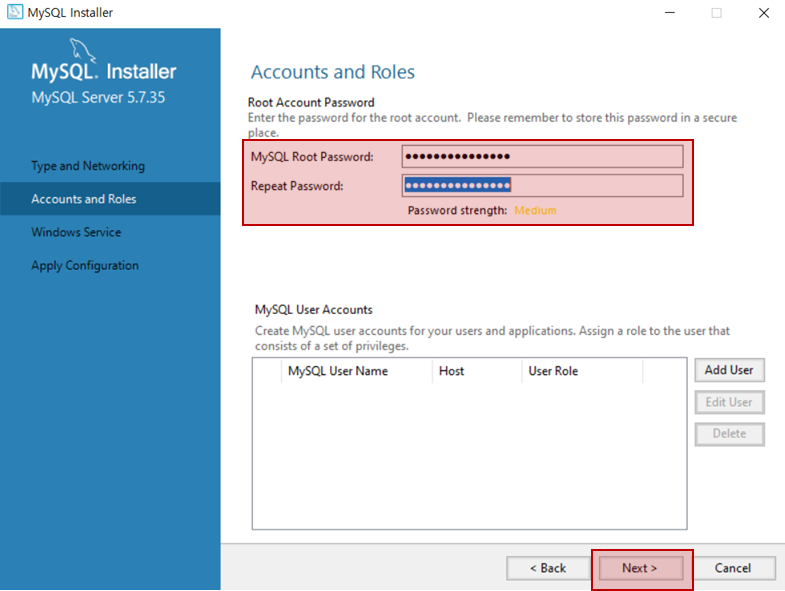 MySQL Installer
MySQL. Installer
MySQL Server 5.7.35
Type and Networking
Accounts and Roles
Windows Service
Apply Configuration
Accounts and Roles
Root Account Password
Enter the password for the root account.  Please remember to store this password in a secure
place.
MySQL Root Password: ●●●●●●●●●●●●●●●
Repeat Password: ●●●●●●●●●●●●●●●
Password strength: Medium
MySQL User Accounts
Create MySQL user accounts for your users and applications. Assign a role to the user that
consists of a set of privileges.
MySQL User Name Host User Role
Add User
Edit User
Delete
< Back Next > Cancel